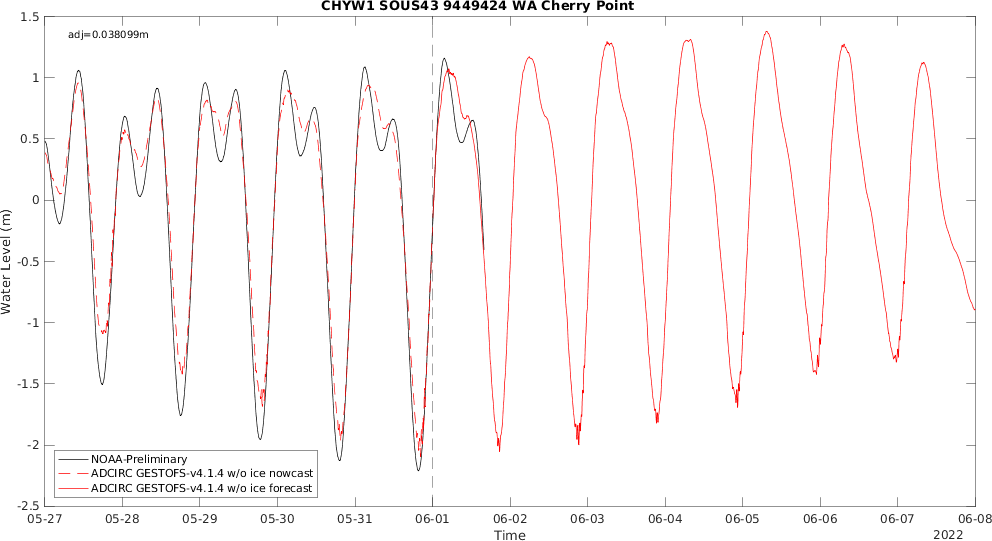 CHYW1 SOUS43 9449424 WA Cherry Point
adj=0.038099m
1.5
1
0.5
0
-0.5
-1
-1.5
-2
-2.5
Water Level (m)
NOAA-Preliminary
ADCIRC GESTOFS-v4.1.4 w/o ice nowcast
ADCIRC GESTOFS-v4.1.4 w/o ice forecast
05-27 05-28 05-29 05-30 05-31 06-01 06-02 06-03 06-04 06-05 06-06 06-07 06-08
Time
2022